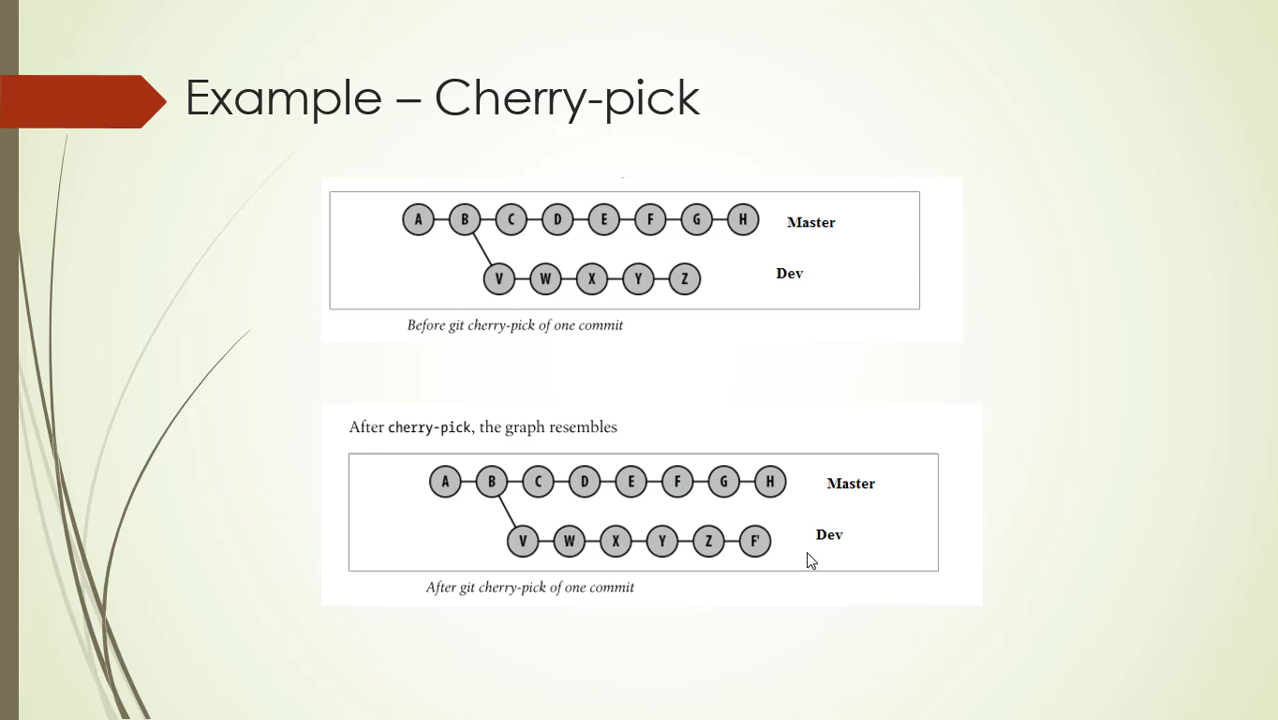 Example – Cherry-pick
A B C D E F G H Master
V W X Y Z Dev
Before git cherry-pick of one commit
After cherry-pick, the graph resembles
A B C D E F G H Master
V W X Y Z F' Dev
After git cherry-pick of one commit